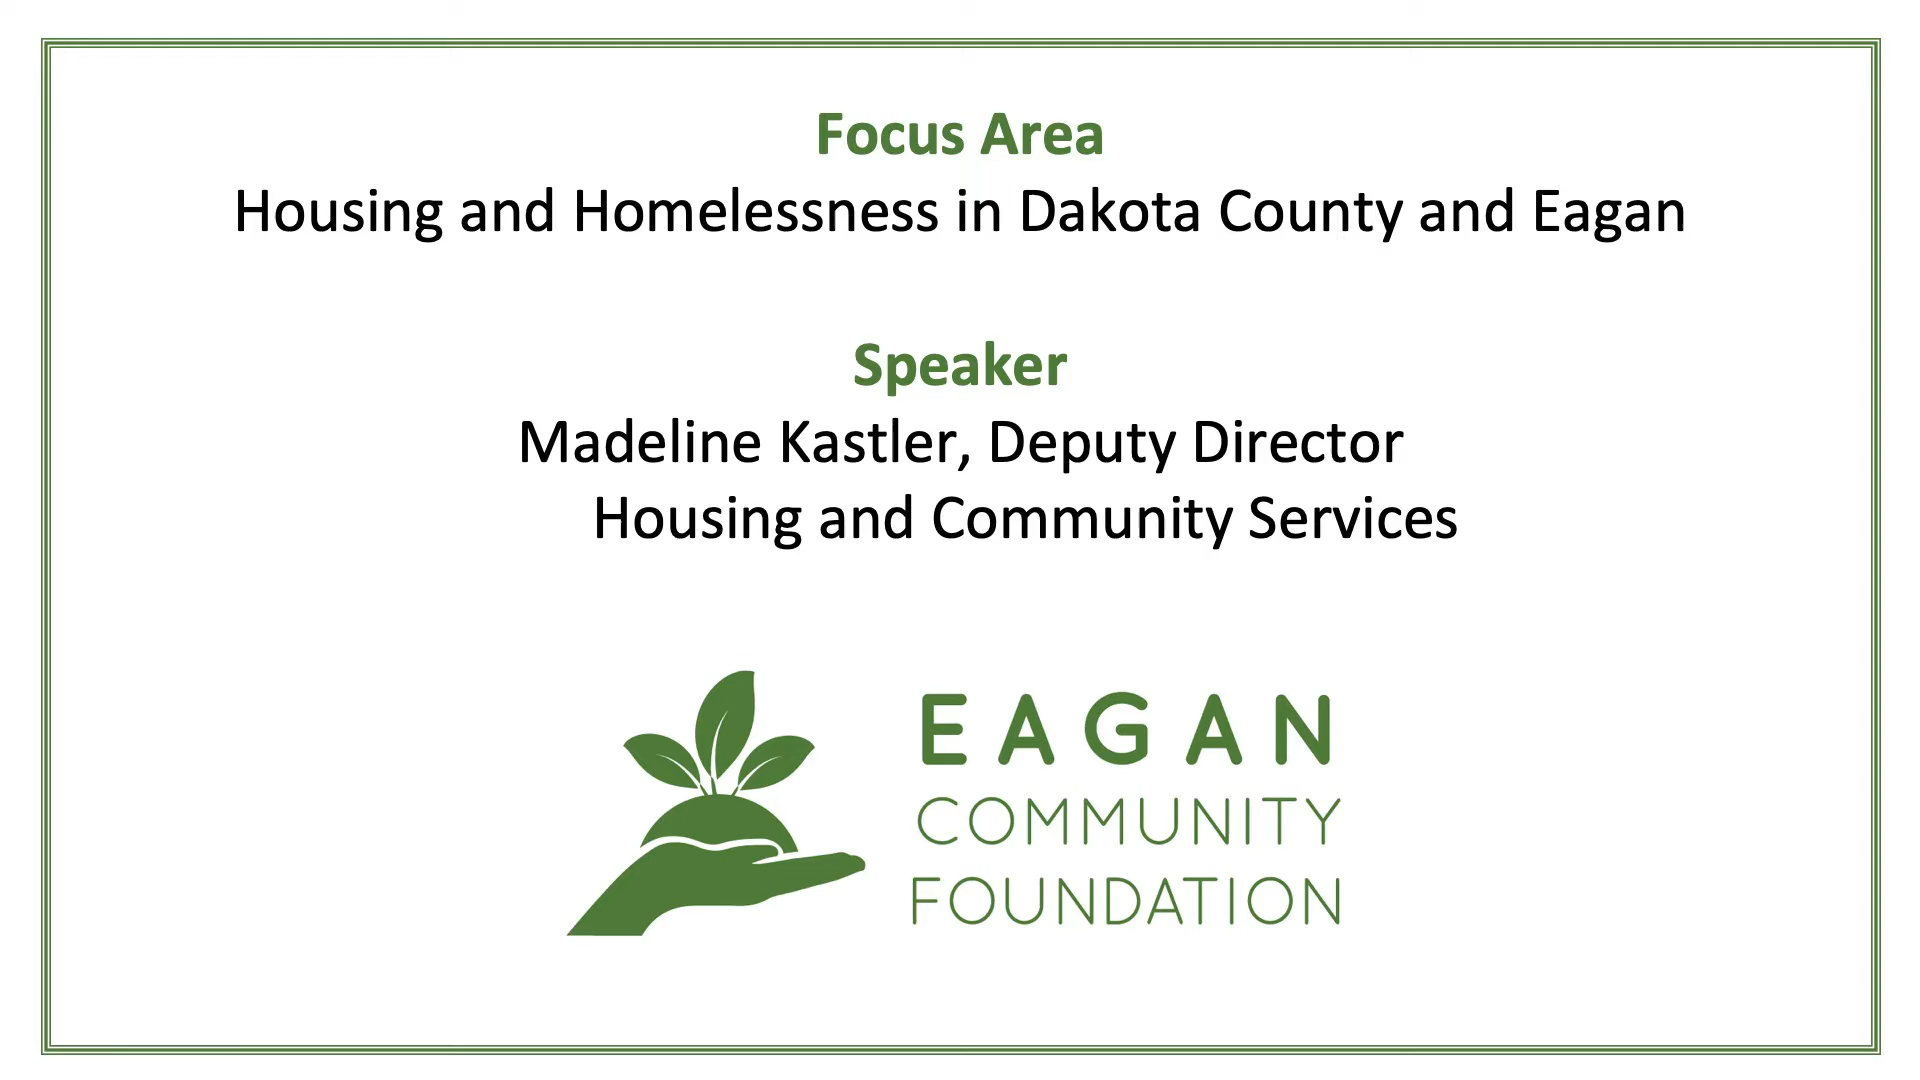 Focus Area
Housing and Homelessness in Dakota County and Eagan
Speaker
Madeline Kastler, Deputy Director
Housing and Community Services
EAGAN
COMMUNITY
FOUNDATION